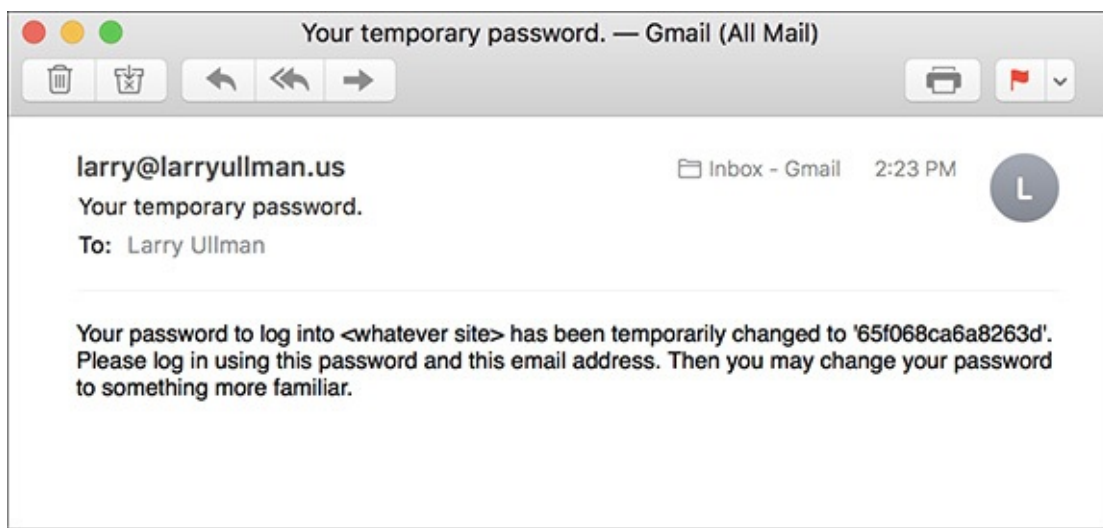 Your temporary password. — Gmail (All Mail)
larry@larryullman.us
Inbox - Gmail
2:23 PM
L
Your temporary password.
To: Larry Ullman
Your password to log into <whatever site> has been temporarily changed to '65f068ca6a8263d'.
Please log in using this password and this email address. Then you may change your password
to something more familiar.